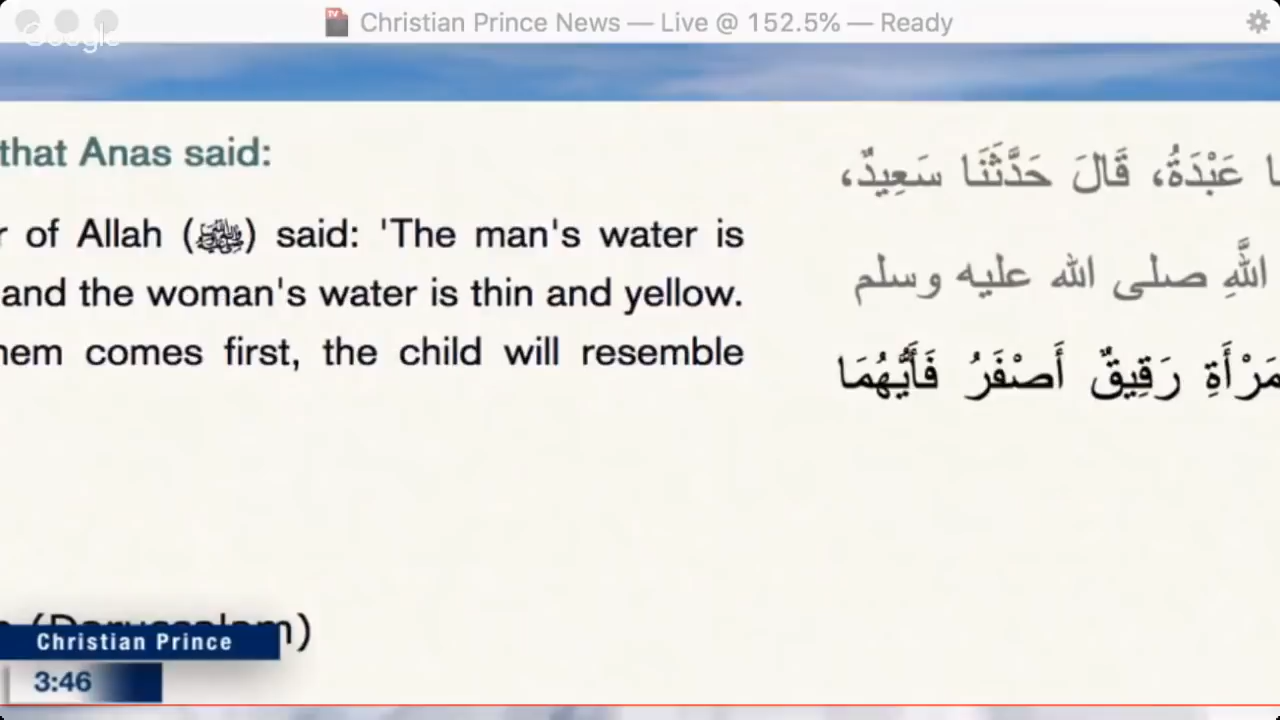 Google
Christian Prince News — Live @ 152.5% — Ready
that Anas said:
r of Allah (ﷺ) said: 'The man's water is
and the woman's water is thin and yellow.
hem comes first, the child will resemble
ا عَبْدَةُ، قَالَ حَدَّثَنَا سَعِيدٌ،
اللَّهِ صلى الله عليه وسلم
مَرْأَةِ رَقِيقٌ أَصْفَرُ فَأَيُّهُمَا
(Darussalam)
Christian Prince
3:46